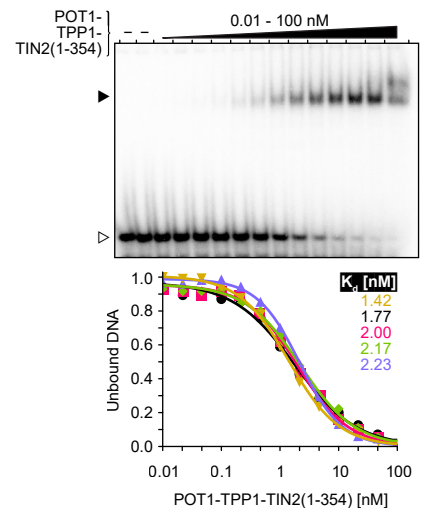 POT1-
TPP1-
TIN2(1-354)
– –
0.01 - 100 nM
Unbound DNA
1.0
0.8
0.6
0.4
0.2
0.0
Kd [nM]
1.42
1.77
2.00
2.17
2.23
0.01 0.1 1 10 100
POT1-TPP1-TIN2(1-354) [nM]